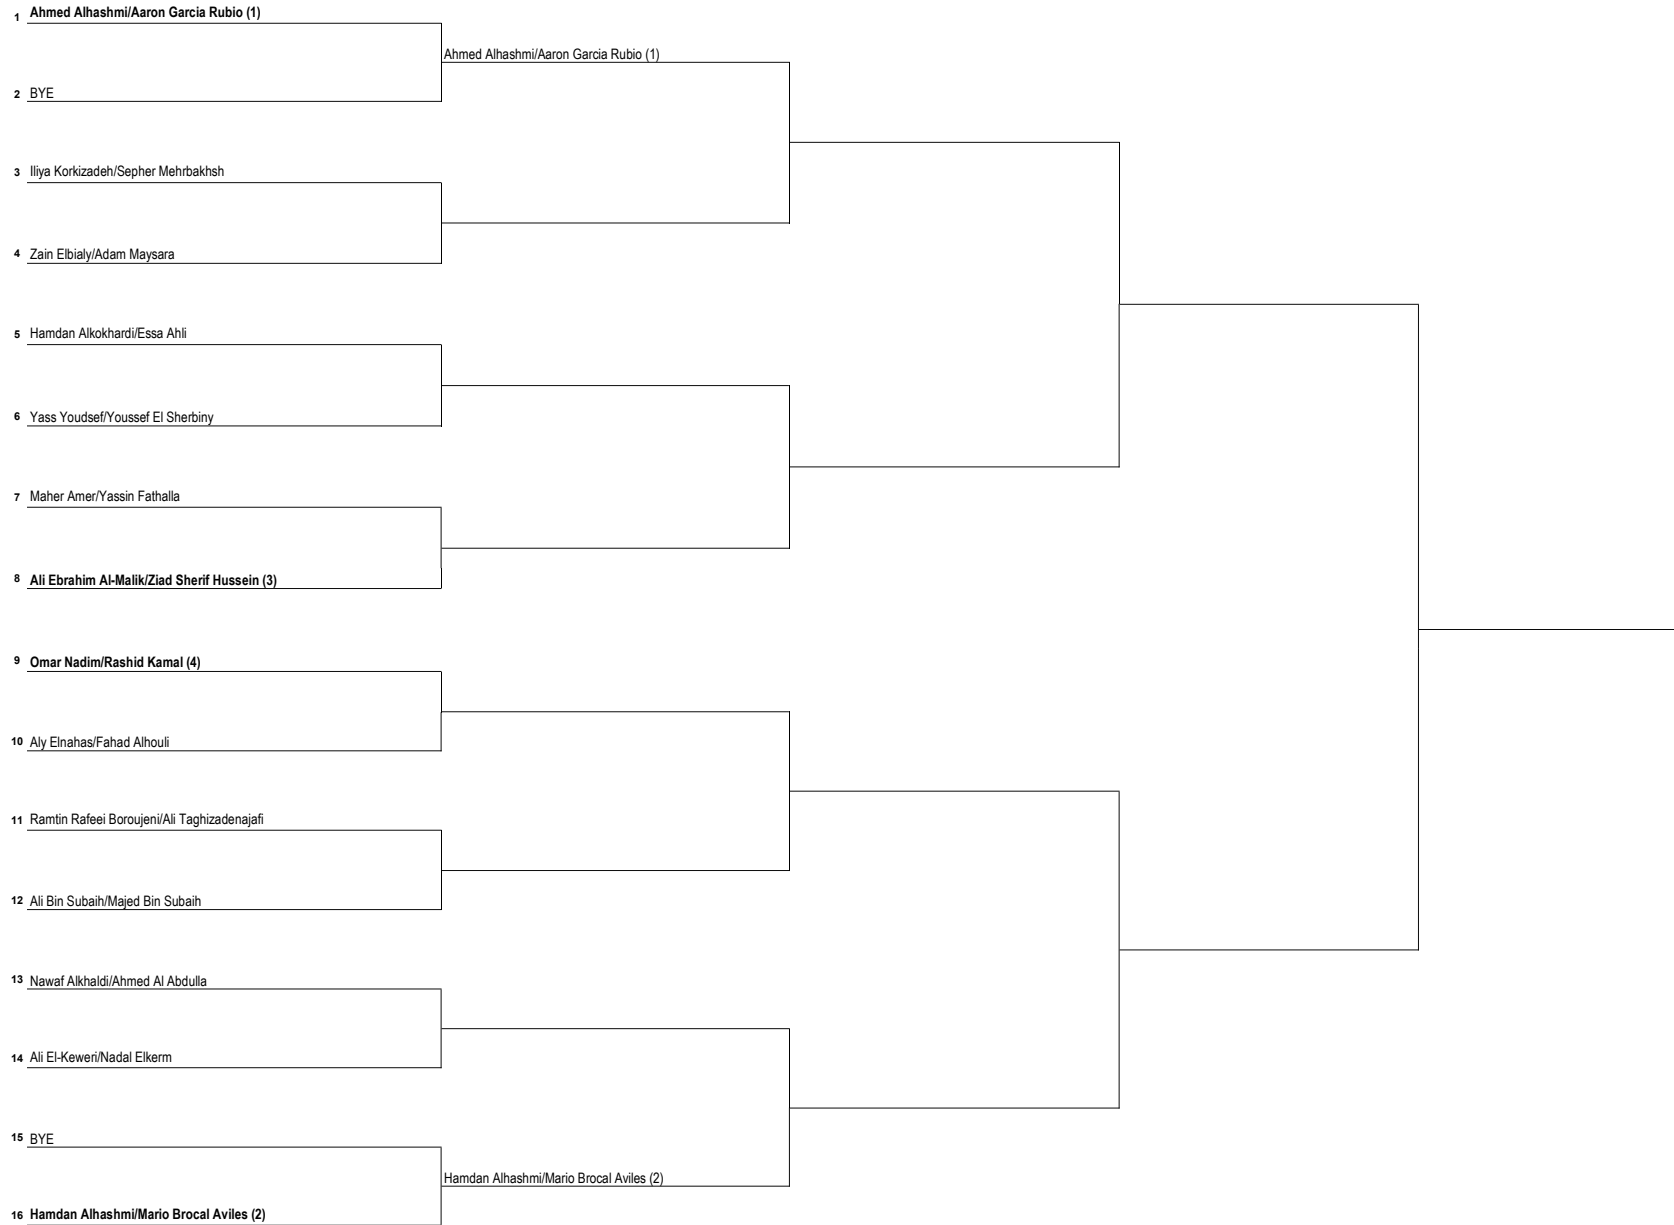 1 Ahmed Alhashmi/Aaron Garcia Rubio (1)
Ahmed Alhashmi/Aaron Garcia Rubio (1)
2 BYE
3 Iliya Korkizadeh/Sepher Mehrbakhsh
4 Zain Elbialy/Adam Maysara
5 Hamdan Alkokhardi/Essa Ahli
6 Yass Youdsef/Youssef El Sherbiny
7 Maher Amer/Yassin Fathalla
8 Ali Ebrahim Al-Malik/Ziad Sherif Hussein (3)
9 Omar Nadim/Rashid Kamal (4)
10 Aly Elnahas/Fahad Alhouli
11 Ramtin Rafeei Boroujeni/Ali Taghizadenajafi
12 Ali Bin Subaih/Majed Bin Subaih
13 Nawaf Alkhaldi/Ahmed Al Abdulla
14 Ali El-Keweri/Nadal Elkerm
15 BYE
Hamdan Alhashmi/Mario Brocal Aviles (2)
16 Hamdan Alhashmi/Mario Brocal Aviles (2)